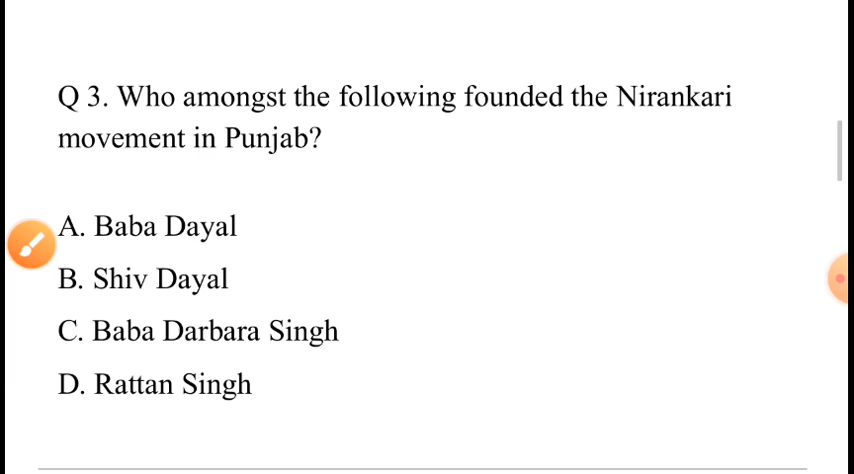 Q 3. Who amongst the following founded the Nirankari
movement in Punjab?
A. Baba Dayal
B. Shiv Dayal
C. Baba Darbara Singh
D. Rattan Singh